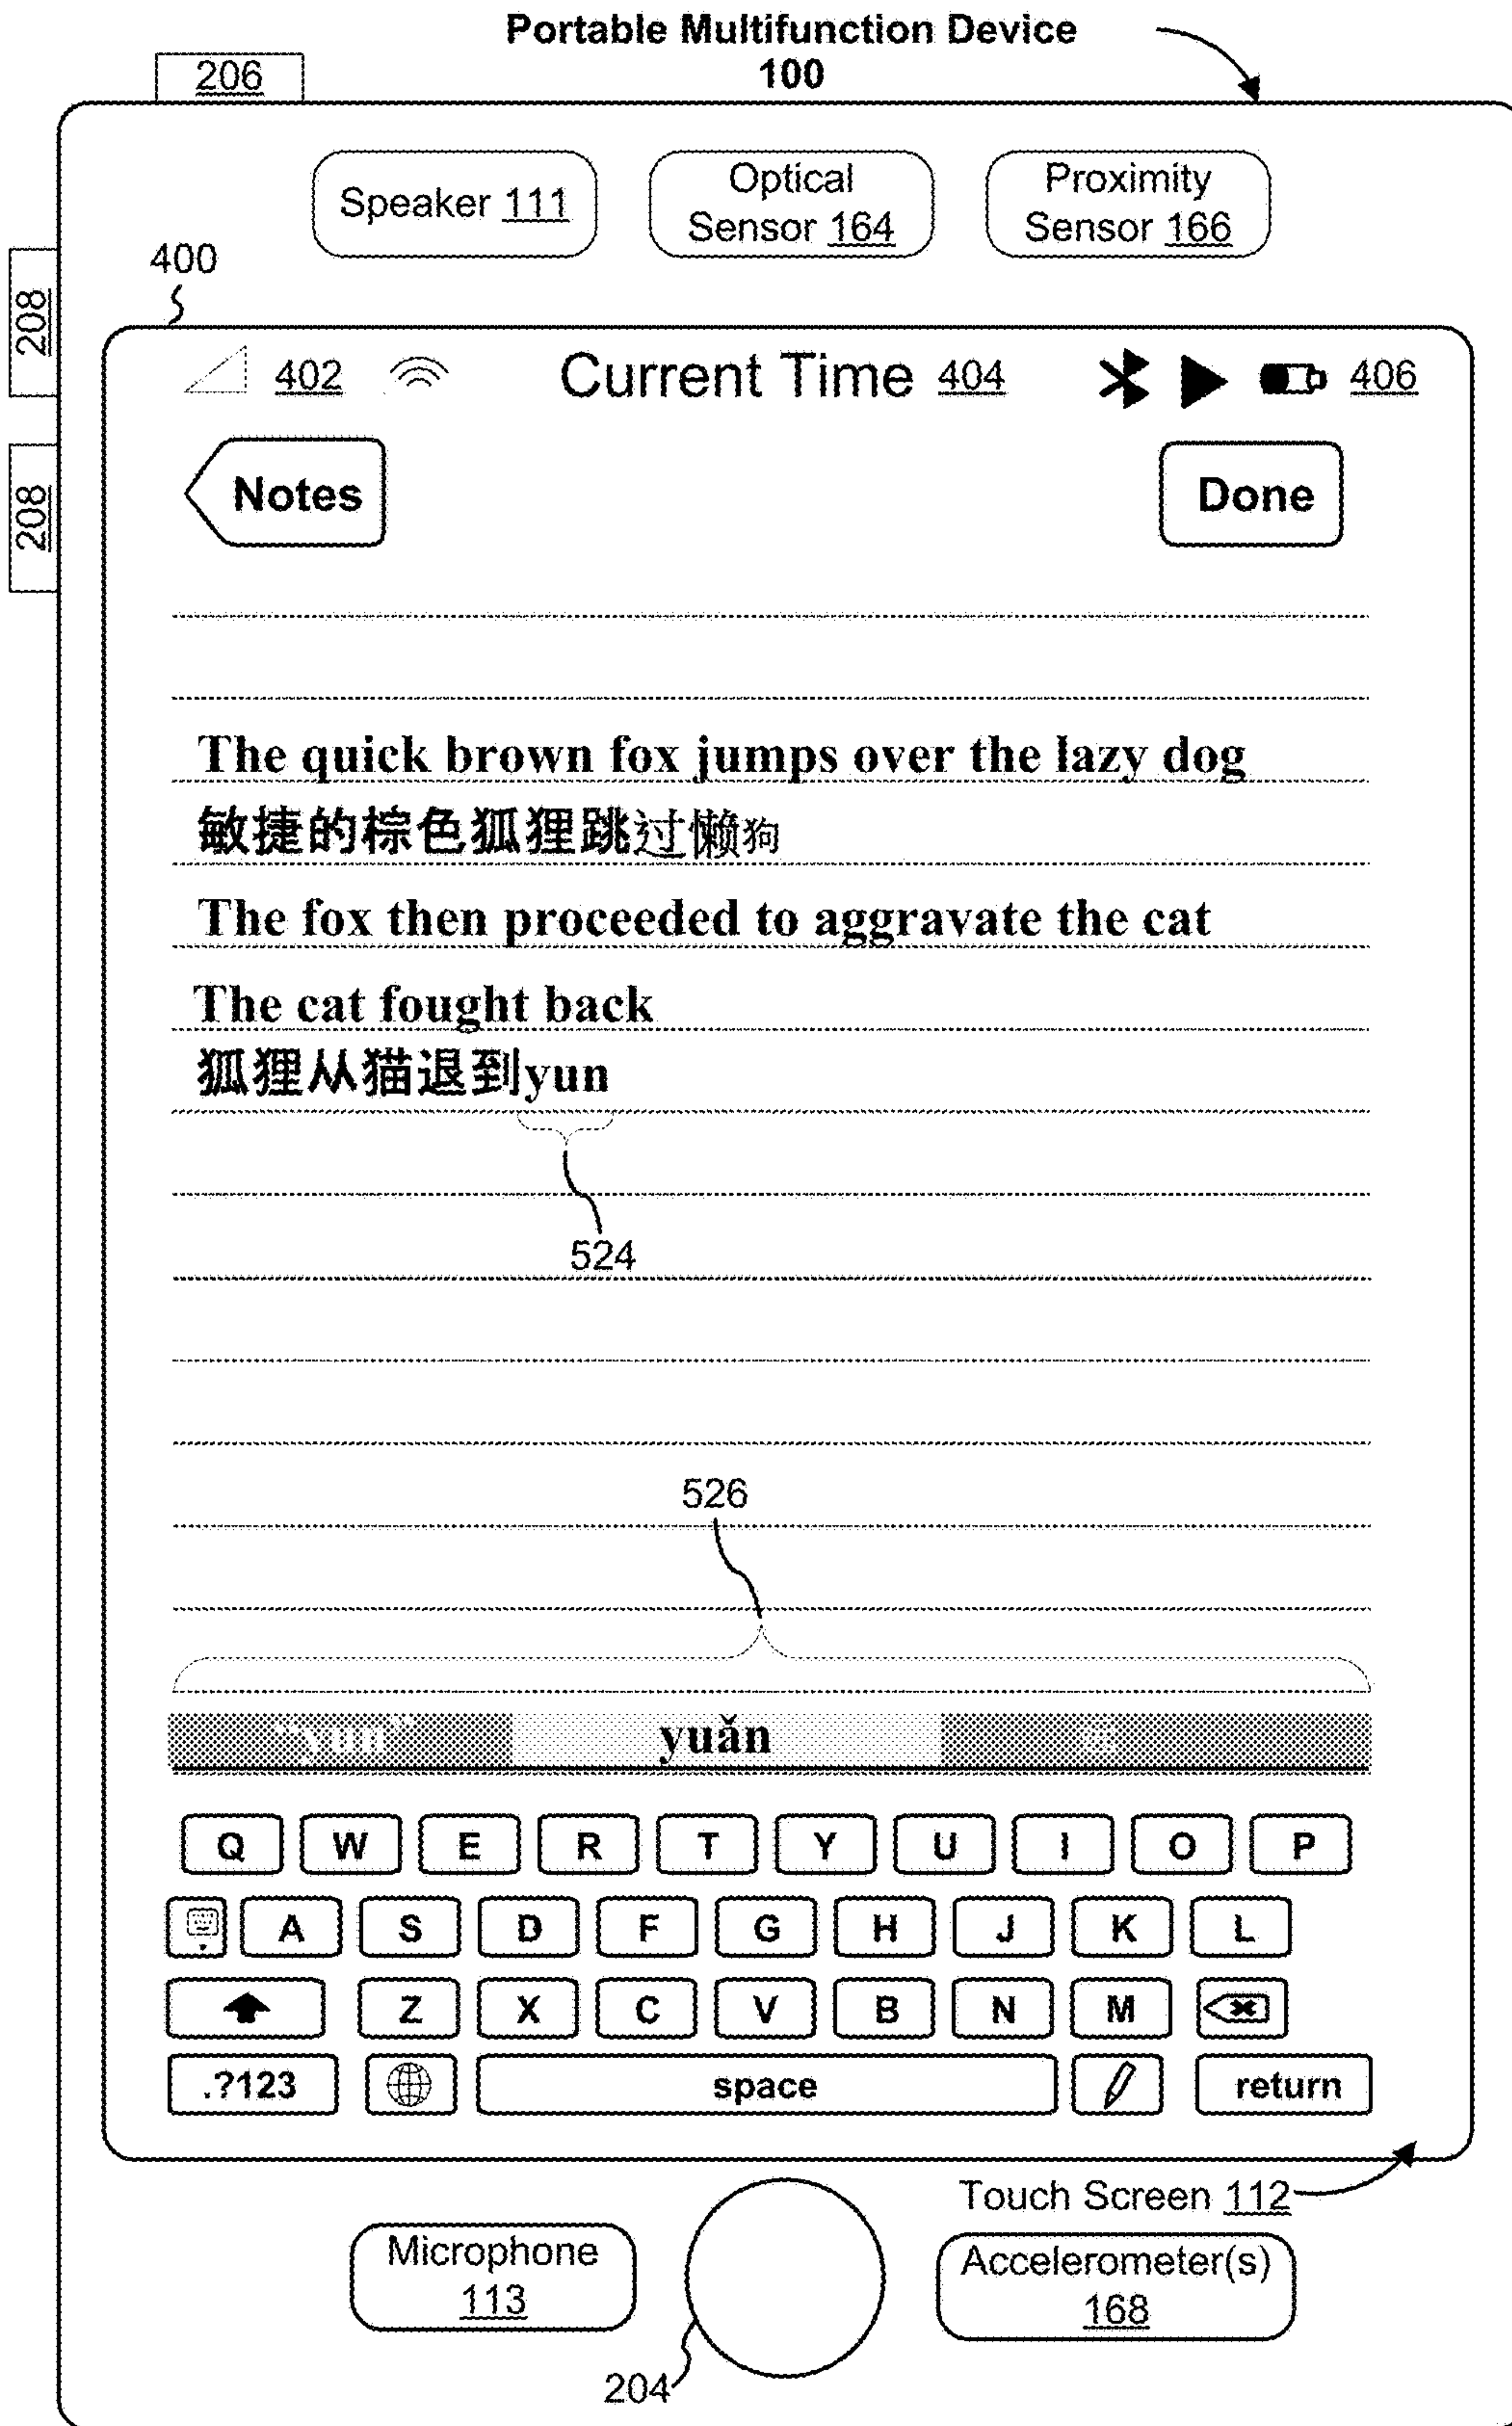 Portable Multifunction Device
100
206
Speaker 111
Optical
Sensor 164
Proximity
Sensor 166
400
208
402
Current Time 404
406
Notes
Done
208
The quick brown fox jumps over the lazy dog
敏捷的棕色狐狸跳过懒狗
The fox then proceeded to aggravate the cat
The cat fought back
狐狸从猫退到yun
524
526
“yun” yuǎn
Q W E R T Y U I O P
A S D F G H J K L
Z X C V B N M
.?123 space return
Touch Screen 112
Microphone
113
Accelerometer(s)
168
204